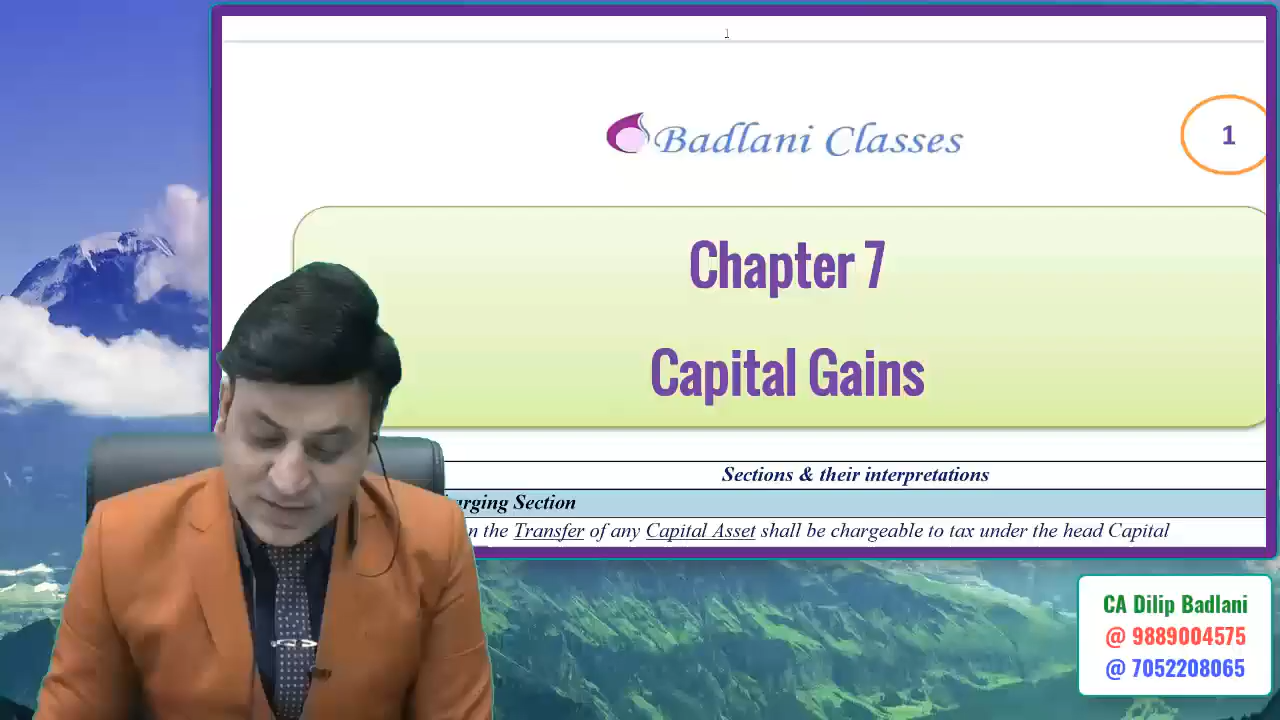 1
Badlani Classes
1
Chapter 7
Capital Gains
Sections & their interpretations
Section
the Transfer of any Capital Asset shall be chargeable to tax under the head Capital
CA Dilip Badlani
@ 9889004575
@ 7052208065